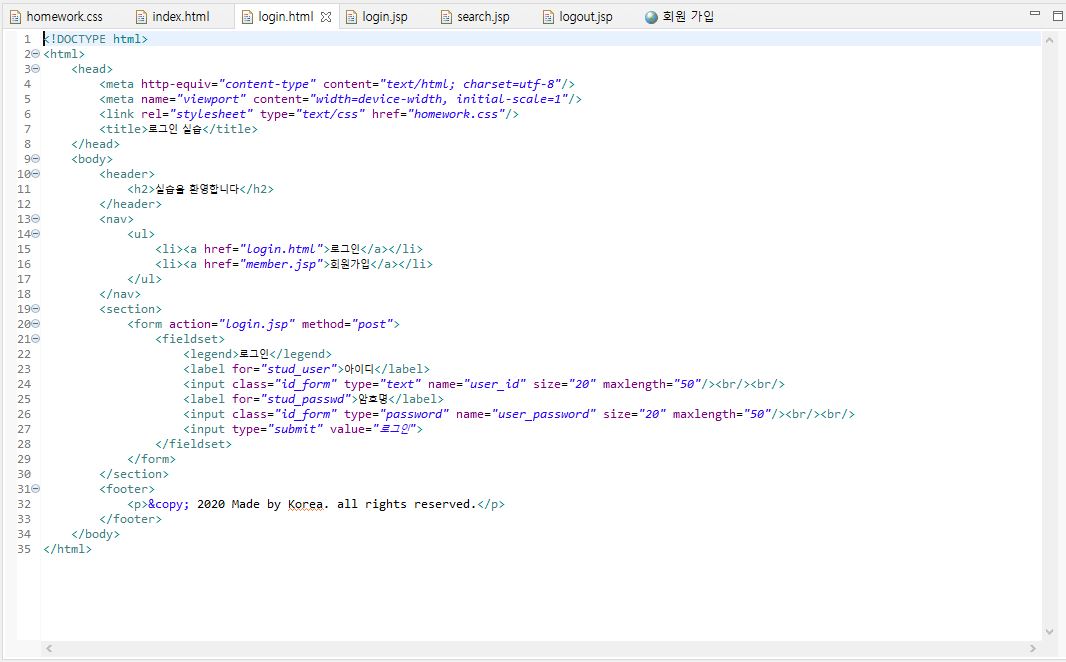 homework.css index.html login.html login.jsp search.jsp logout.jsp 회원 가입
1 <!DOCTYPE html>
2 <html>
3 <head>
4 <meta http-equiv="content-type" content="text/html; charset=utf-8"/>
5 <meta name="viewport" content="width=device-width, initial-scale=1"/>
6 <link rel="stylesheet" type="text/css" href="homework.css"/>
7 <title>로그인 실습</title>
8 </head>
9 <body>
10 <header>
11 <h2>실습을 환영합니다</h2>
12 </header>
13 <nav>
14 <ul>
15 <li><a href="login.html">로그인</a></li>
16 <li><a href="member.jsp">회원가입</a></li>
17 </ul>
18 </nav>
19 <section>
20 <form action="login.jsp" method="post">
21 <fieldset>
22 <legend>로그인</legend>
23 <label for="stud_user">아이디</label>
24 <input class="id_form" type="text" name="user_id" size="20" maxlength="50"/><br/><br/>
25 <label for="stud_passwd">암호명</label>
26 <input class="id_form" type="password" name="user_password" size="20" maxlength="50"/><br/><br/>
27 <input type="submit" value="로그인">
28 </fieldset>
29 </form>
30 </section>
31 <footer>
32 <p>&copy; 2020 Made by Korea. all rights reserved.</p>
33 </footer>
34 </body>
35 </html>